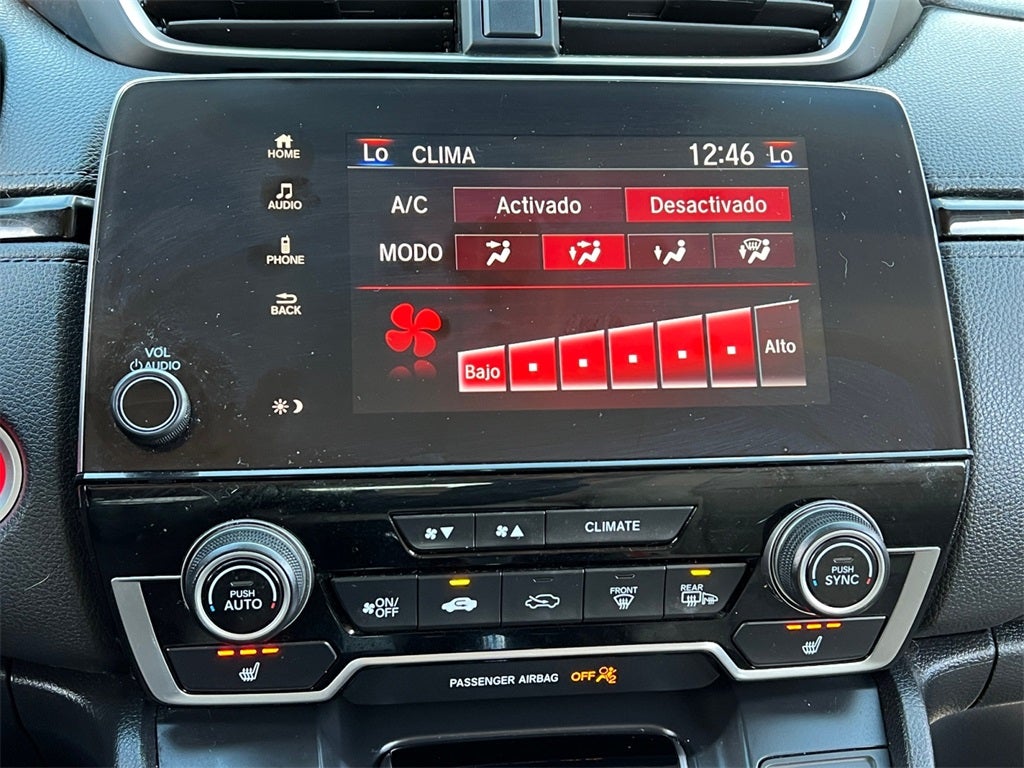 HOME
AUDIO
PHONE
BACK
VOL
AUDIO
Lo CLIMA 12:46 Lo
A/C Activado Desactivado
MODO
Bajo Alto
CLIMATE
PUSH
AUTO
ON/
OFF
FRONT
REAR
PUSH
SYNC
PASSENGER AIRBAG OFF 2